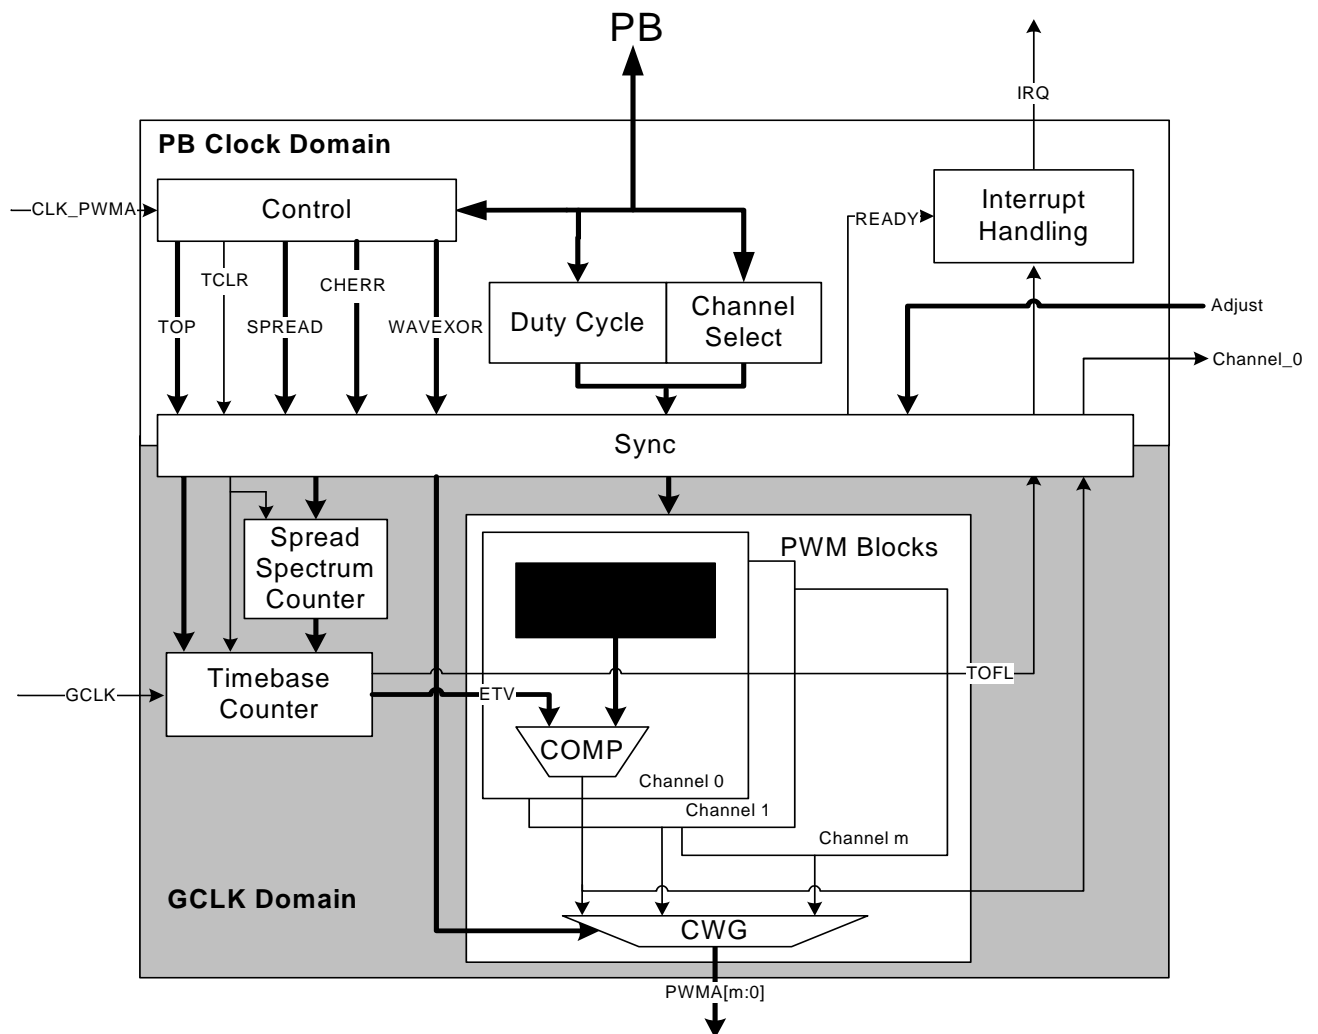 PB
IRQ
PB Clock Domain
CLK_PWMA
Control
Interrupt
Handling
READY
TCLR
CHERR
TOP
SPREAD
WAVEXOR
Duty Cycle
Channel
Select
Adjust
Channel_0
Sync
Spread
Spectrum
Counter
PWM Blocks
Timebase
Counter
GCLK
ETV
TOFL
COMP
Channel 0
Channel 1
Channel m
GCLK Domain
CWG
PWMA[m:0]